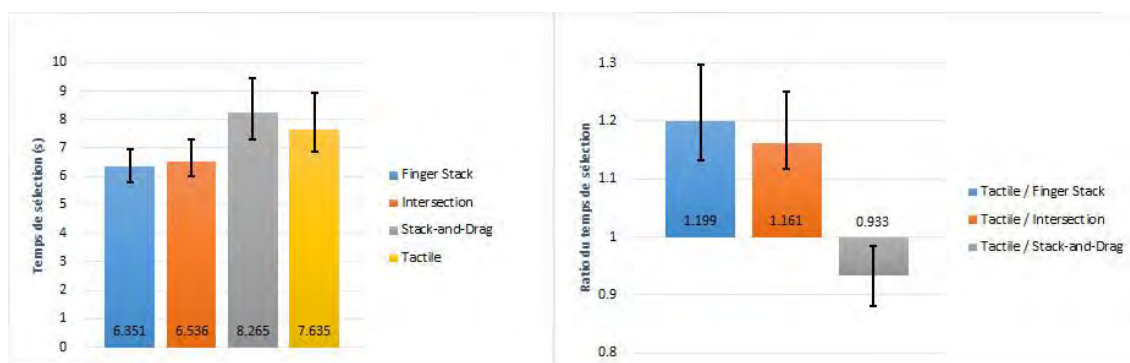 Temps de sélection (s)
10
9
8
7
6
5
4
3
2
1
0
6.351
6.536
8.265
7.635
Finger Stack
Intersection
Stack-and-Drag
Tactile
Ratio du temps de sélection
1.3
1.2
1.1
1
0.9
0.8
1.199
1.161
0.933
Tactile / Finger Stack
Tactile / Intersection
Tactile / Stack-and-Drag